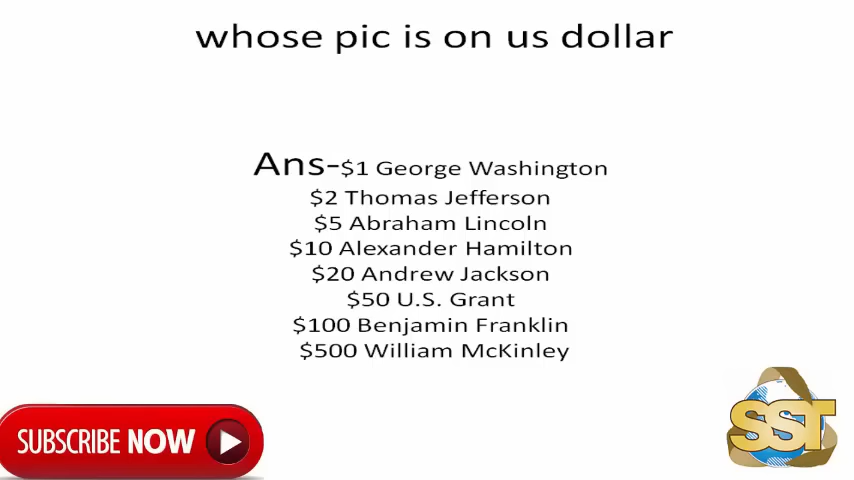 whose pic is on us dollar
Ans-$1 George Washington
$2 Thomas Jefferson
$5 Abraham Lincoln
$10 Alexander Hamilton
$20 Andrew Jackson
$50 U.S. Grant
$100 Benjamin Franklin
$500 William McKinley
SUBSCRIBE NOW
SST